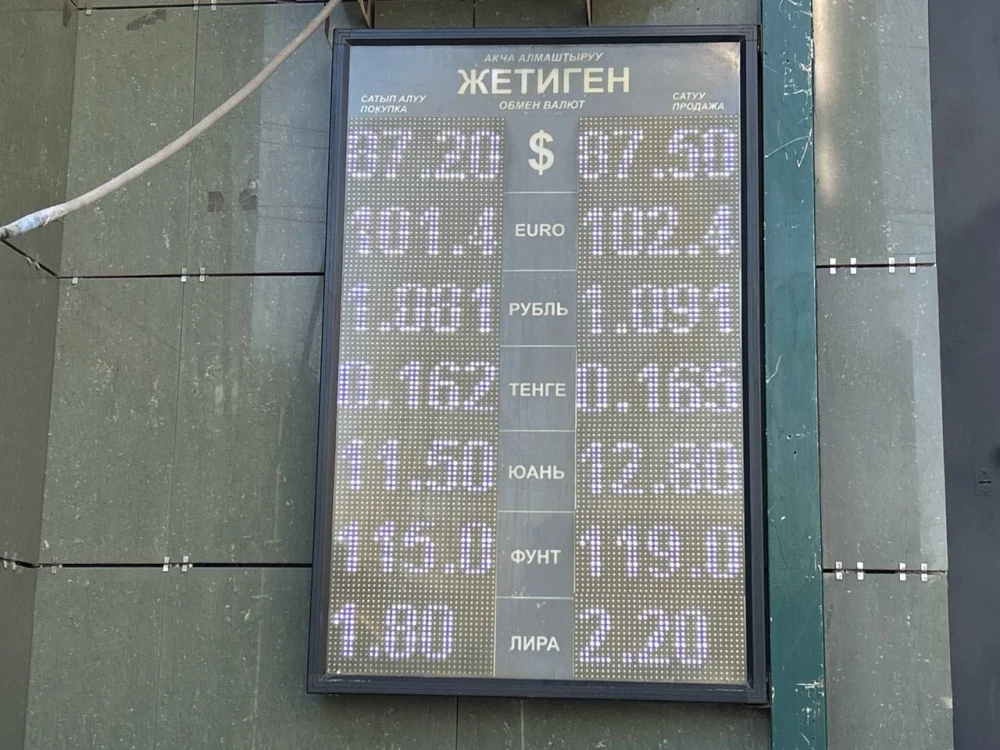 АКЧА АЛМАШТЫРУУ
ЖЕТИГЕН
ОБМЕН ВАЛЮТ
САТЫП АЛУУ
ПОКУПКА
САТУУ
ПРОДАЖА
87.20 $ 87.50
101.4 EURO 102.4
1.081 РУБЛЬ 1.091
0.162 ТЕНГЕ 0.165
11.50 ЮАНЬ 12.80
115.0 ФУНТ 119.0
1.80 ЛИРА 2.20